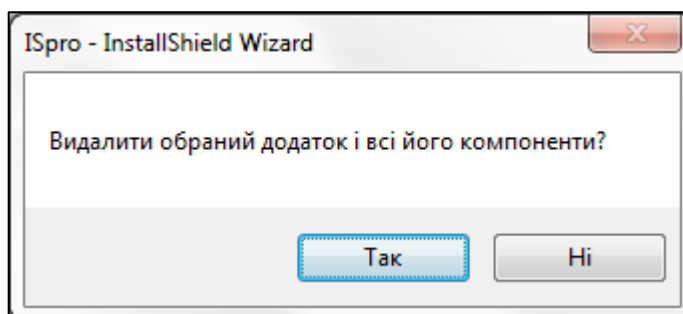 ISpro - InstallShield Wizard
Видалити обраний додаток і всі його компоненти?
Так
Ні